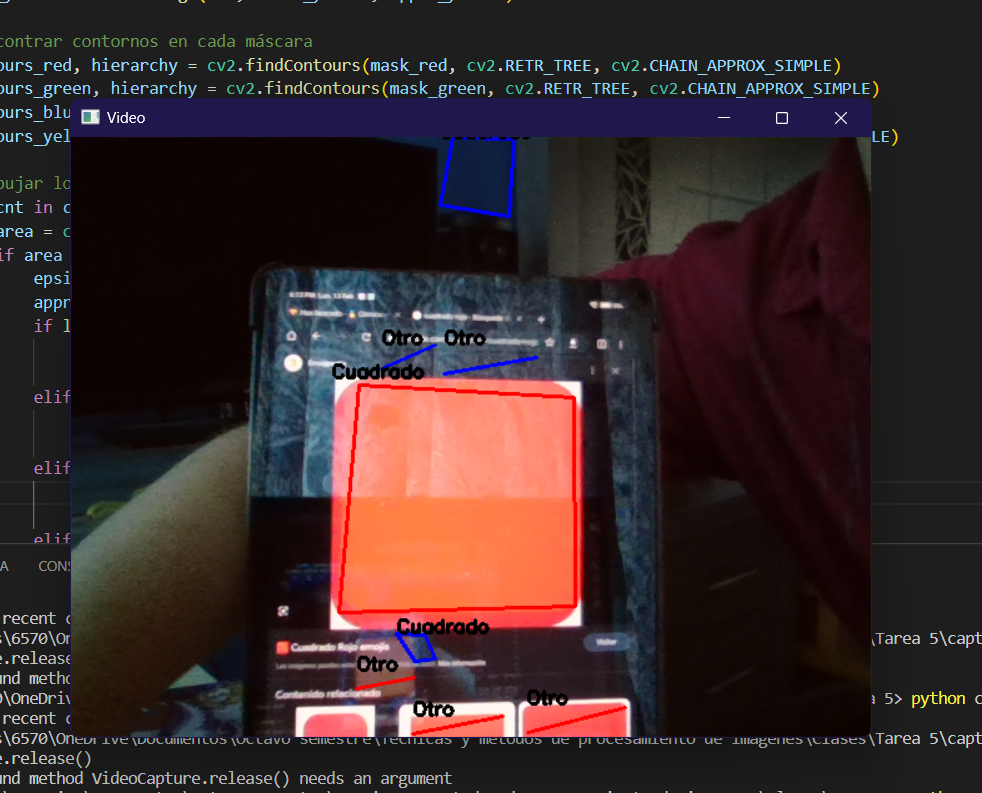 contrar contornos en cada máscara
ours_red, hierarchy = cv2.findContours(mask_red, cv2.RETR_TREE, cv2.CHAIN_APPROX_SIMPLE)
ours_green, hierarchy = cv2.findContours(mask_green, cv2.RETR_TREE, cv2.CHAIN_APPROX_SIMPLE)
ours_blu
ours_yel LE)
Video
bujar lo
cnt in c
area = c
if area
epsi
appr
if l
elif
elif
elif
A CONS
Cuadrado
Otro Otro
Cuadrado
Cuadrado
Cuadrado Rojo emojis
Visitar
Otro
Contenido relacionado
Otro
Otro
recent c
s\6570\On Tarea 5\capt
e.release
und metho
0\OneDriv a 5> python c
recent c
s\6570\OneDrive\Documentos\Octavo semestre\Tecnicas y metodos de procesamiento de imagenes\Clases\Tarea 5\capt
e.release()
und method VideoCapture.release() needs an argument